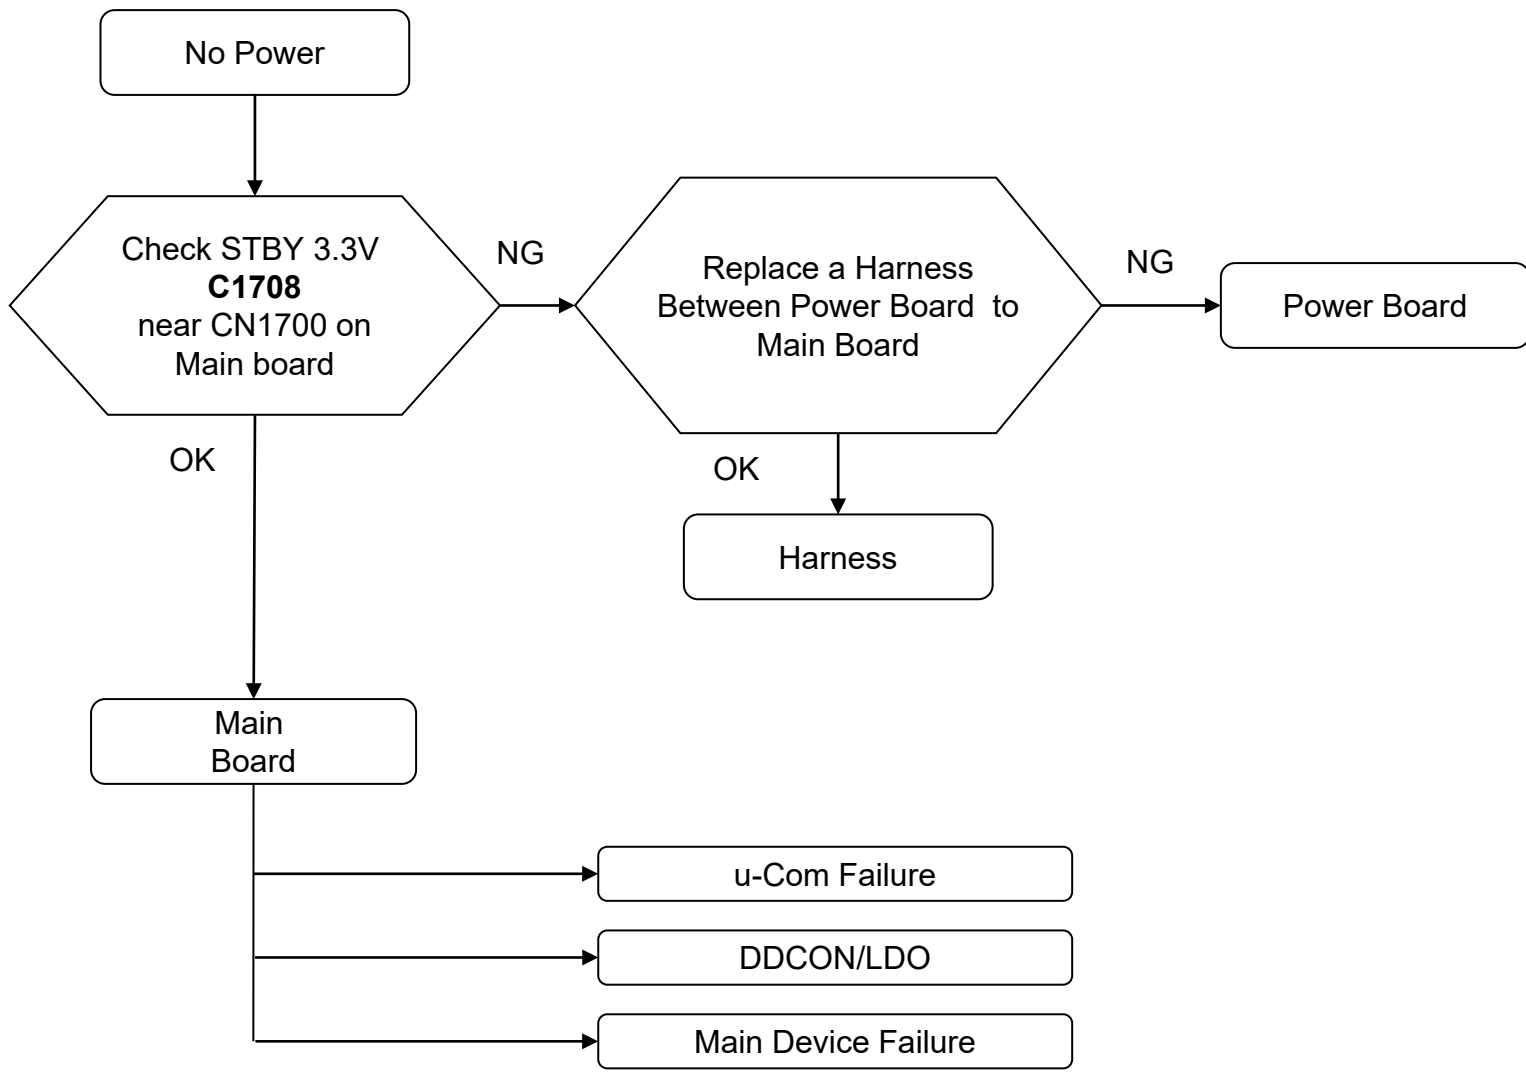 No Power
Check STBY 3.3V
C1708
near CN1700 on
Main board
NG
Replace a Harness
Between Power Board to
Main Board
NG
Power Board
OK
OK
Harness
Main
Board
u-Com Failure
DDCON/LDO
Main Device Failure